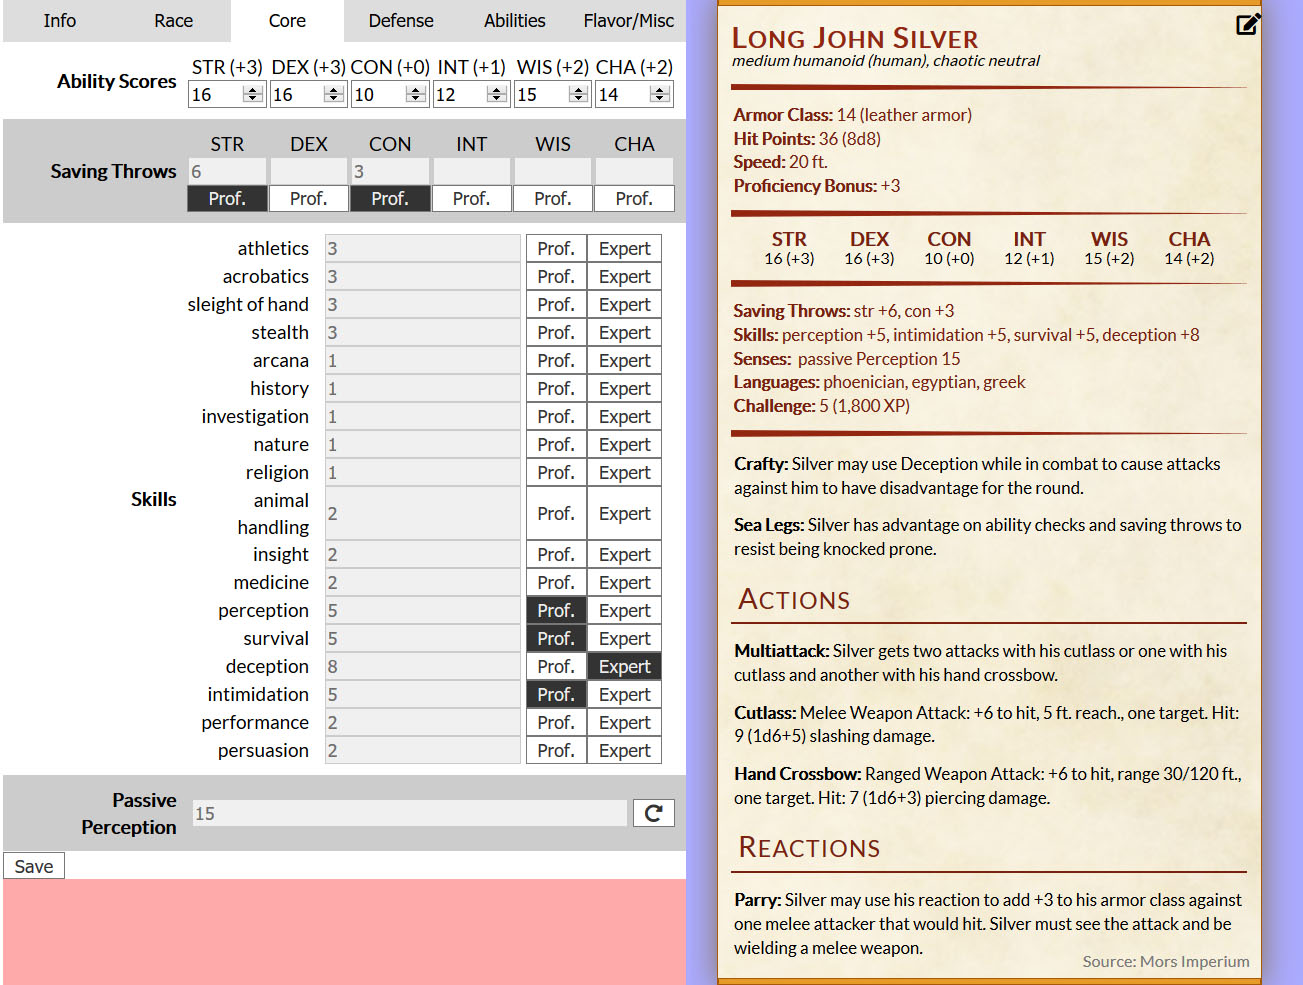 Info Race Core Defense Abilities Flavor/Misc
Ability Scores
STR (+3) DEX (+3) CON (+0) INT (+1) WIS (+2) CHA (+2)
16 16 10 12 15 14
STR DEX CON INT WIS CHA
Saving Throws
6 3
Prof. Prof. Prof. Prof. Prof. Prof.
Skills
athletics 3 Prof. Expert
acrobatics 3 Prof. Expert
sleight of hand 3 Prof. Expert
stealth 3 Prof. Expert
arcana 1 Prof. Expert
history 1 Prof. Expert
investigation 1 Prof. Expert
nature 1 Prof. Expert
religion 1 Prof. Expert
animal
handling 2 Prof. Expert
insight 2 Prof. Expert
medicine 2 Prof. Expert
perception 5 Prof. Expert
survival 5 Prof. Expert
deception 8 Prof. Expert
intimidation 5 Prof. Expert
performance 2 Prof. Expert
persuasion 2 Prof. Expert
Passive
Perception
15
Save
Long John Silver
medium humanoid (human), chaotic neutral
Armor Class: 14 (leather armor)
Hit Points: 36 (8d8)
Speed: 20 ft.
Proficiency Bonus: +3
STR DEX CON INT WIS CHA
16 (+3) 16 (+3) 10 (+0) 12 (+1) 15 (+2) 14 (+2)
Saving Throws: str +6, con +3
Skills: perception +5, intimidation +5, survival +5, deception +8
Senses: passive Perception 15
Languages: phoenician, egyptian, greek
Challenge: 5 (1,800 XP)
Crafty: Silver may use Deception while in combat to cause attacks
against him to have disadvantage for the round.
Sea Legs: Silver has advantage on ability checks and saving throws to
resist being knocked prone.
Actions
Multiattack: Silver gets two attacks with his cutlass or one with his
cutlass and another with his hand crossbow.
Cutlass: Melee Weapon Attack: +6 to hit, 5 ft. reach., one target. Hit:
9 (1d6+5) slashing damage.
Hand Crossbow: Ranged Weapon Attack: +6 to hit, range 30/120 ft.,
one target. Hit: 7 (1d6+3) piercing damage.
Reactions
Parry: Silver may use his reaction to add +3 to his armor class against
one melee attacker that would hit. Silver must see the attack and be
wielding a melee weapon.
Source: Mors Imperium